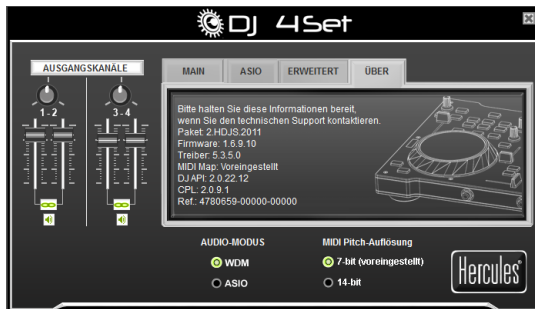 DJ 4Set
AUSGANGSKANÄLE
1 - 2
3 - 4
MAIN
ASIO
ERWEITERT
ÜBER
Bitte halten Sie diese Informationen bereit,
wenn Sie den technischen Support kontaktieren.
Paket: 2.HDJS.2011
Firmware: 1.6.9.10
Treiber: 5.3.5.0
MIDI Map: Voreingestellt
DJ API: 2.0.22.12
CPL: 2.0.9.1
Ref.: 4780659-00000-00000
AUDIO-MODUS
WDM
ASIO
MIDI Pitch-Auflösung
7-bit (voreingestellt)
14-bit
Hercules